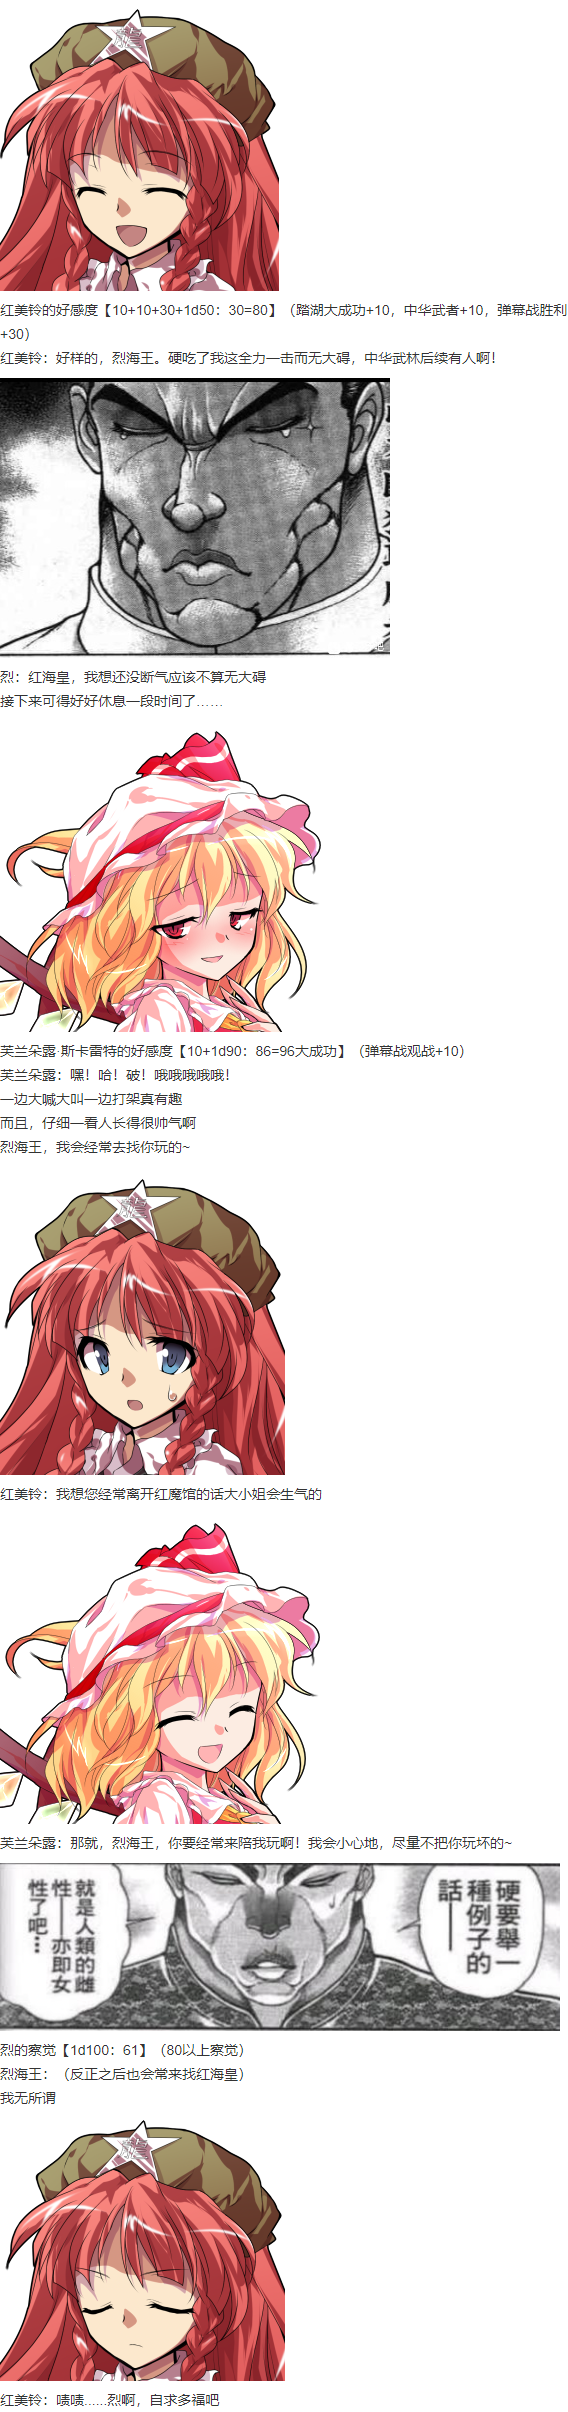 红美铃的好感度【10+10+30+1d50：30=80】（踏湖大成功+10，中华武者+10，弹幕战胜利
+30）
红美铃：好样的，烈海王。硬吃了我这全力一击而无大碍，中华武林后续有人啊！
烈：红海皇，我想还没断气应该不算无大碍
接下来可得好好休息一段时间了……
芙兰朵露·斯卡雷特的好感度【10+1d90：86=96大成功】（弹幕战观战+10）
芙兰朵露：嘿！哈！破！哦哦哦哦哦！
一边大喊大叫一边打架真有趣
而且，仔细一看人长得很帅气啊
烈海王，我会经常去找你玩的~
红美铃：我想您经常离开红魔馆的话大小姐会生气的
芙兰朵露：那就，烈海王，你要经常来陪我玩啊！我会小心地，尽量不把你玩坏的~
硬要舉一
種例子的
話——
就是人類的雌
性——亦即女
性了吧…
烈的察觉【1d100：61】（80以上察觉）
烈海王：（反正之后也会常来找红海皇）
我无所谓
红美铃：啧啧......烈啊，自求多福吧